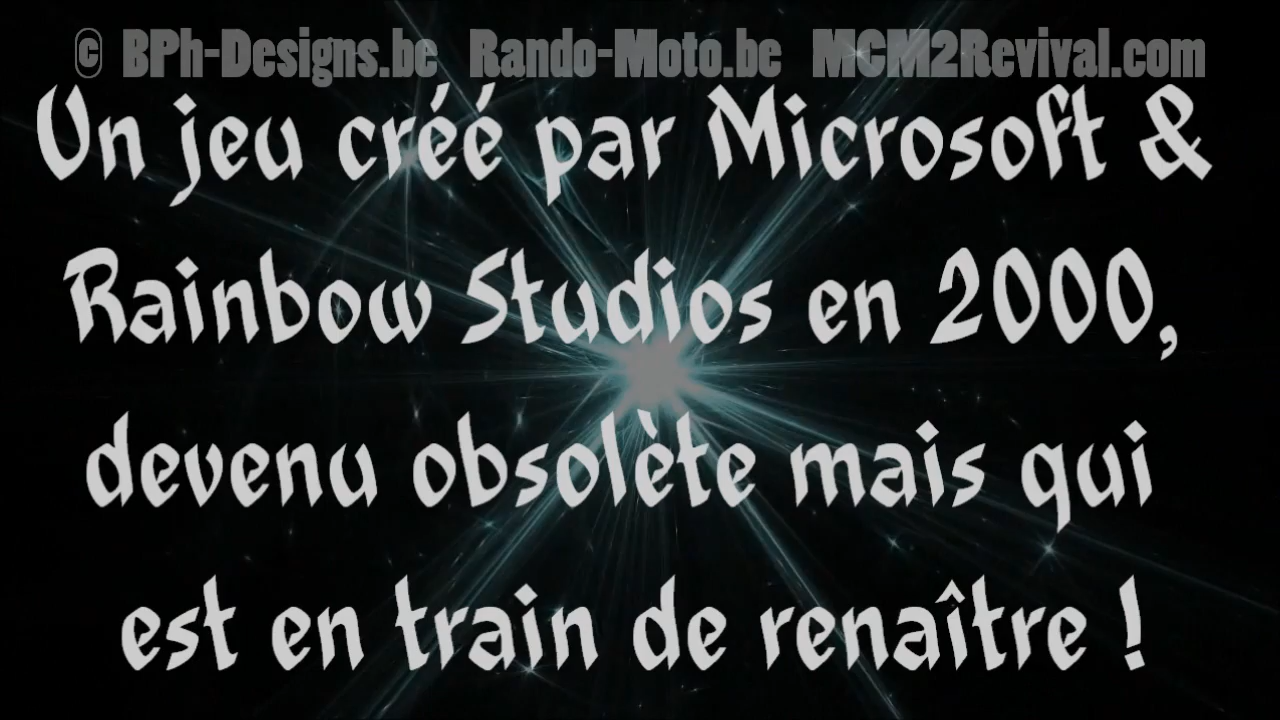 © BPh-Designs.be Rando-Moto.be MCM2Revival.com
Un jeu créé par Microsoft &
Rainbow Studios en 2000,
devenu obsolète mais qui
est en train de renaître !